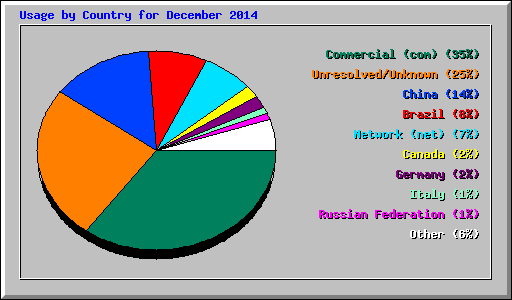 Usage by Country for December 2014
Commercial (com) (35%)
Unresolved/Unknown (25%)
China (14%)
Brazil (8%)
Network (net) (7%)
Canada (2%)
Germany (2%)
Italy (1%)
Russian Federation (1%)
Other (6%)